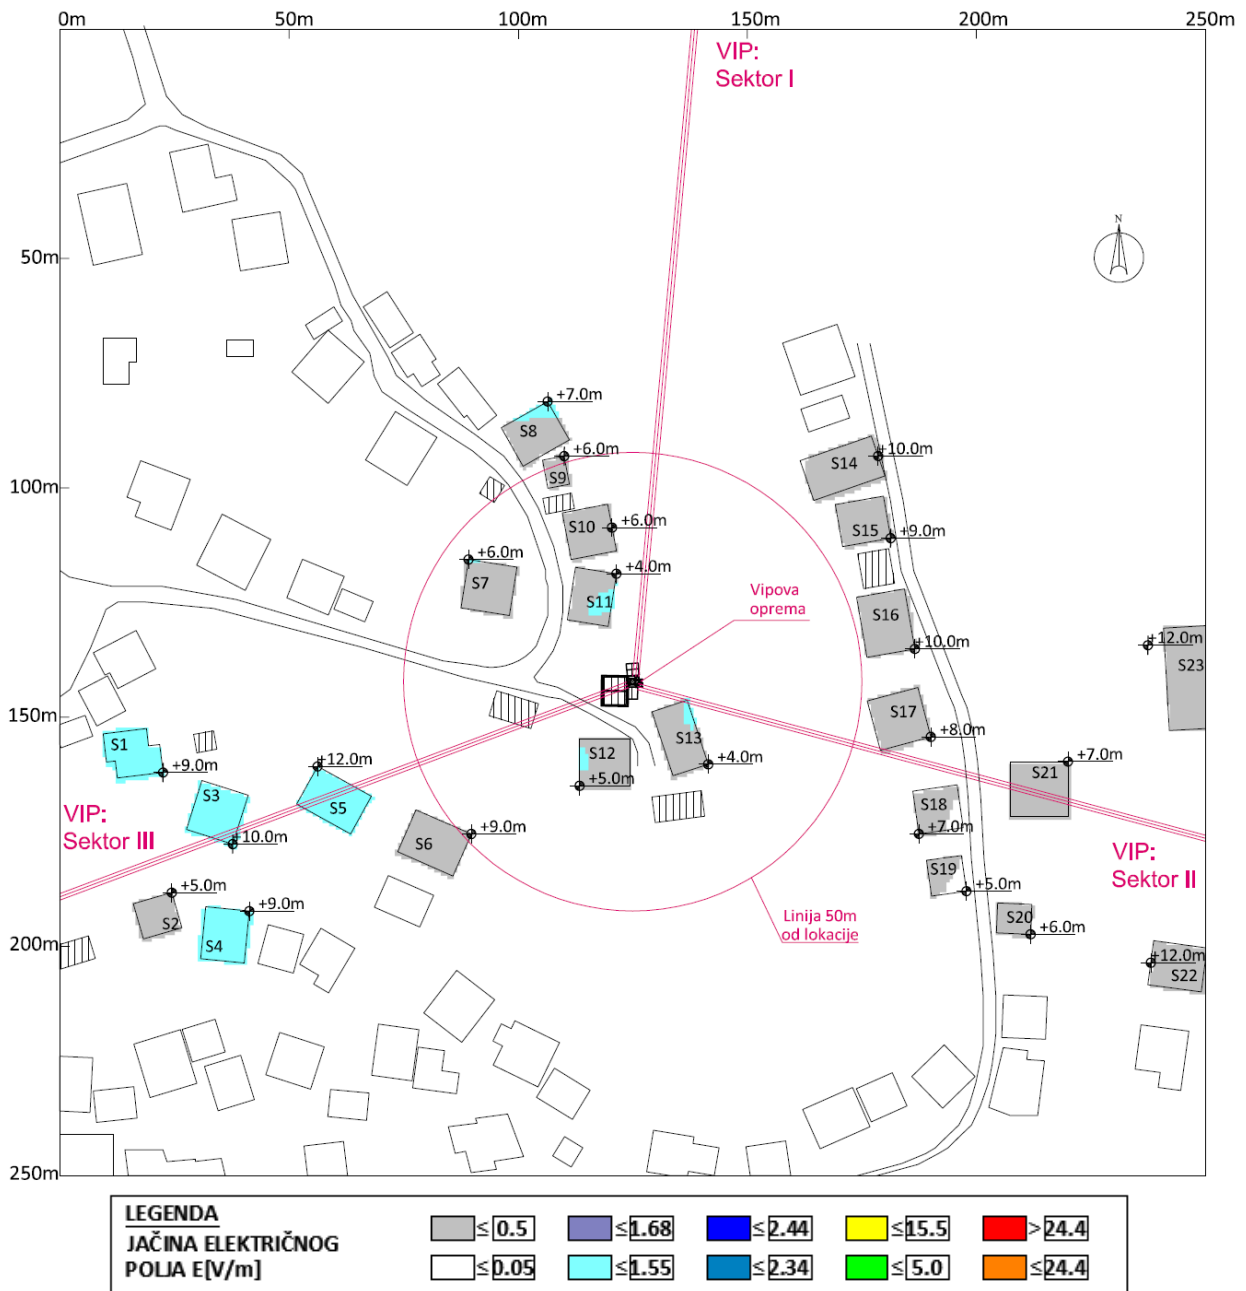 0m 50m 100m 150m 200m 250m
VIP:
Sektor I
N
50m
+7.0m
S8
+6.0m
S9
+10.0m
S14
100m
+6.0m
S10
+9.0m
S15
+6.0m
S7
+4.0m
S11
Vipova
oprema
S16
+10.0m
+12.0m
S23
150m
S1
+9.0m
S17
+8.0m
S13
+4.0m
S12
+5.0m
+12.0m
S5
S3
+10.0m
VIP:
Sektor III
+7.0m
S21
S18
+7.0m
+9.0m
S6
VIP:
Sektor II
S19
+5.0m
+5.0m
S2
+9.0m
S4
Linija 50m
od lokacije
S20
+6.0m
200m
+12.0m
S22
250m
LEGENDA
JAČINA ELEKTRIČNOG
POLJA E[V/m]
≤ 0.5 ≤ 1.68 ≤ 2.44 ≤ 15.5 > 24.4
≤ 0.05 ≤ 1.55 ≤ 2.34 ≤ 5.0 ≤ 24.4